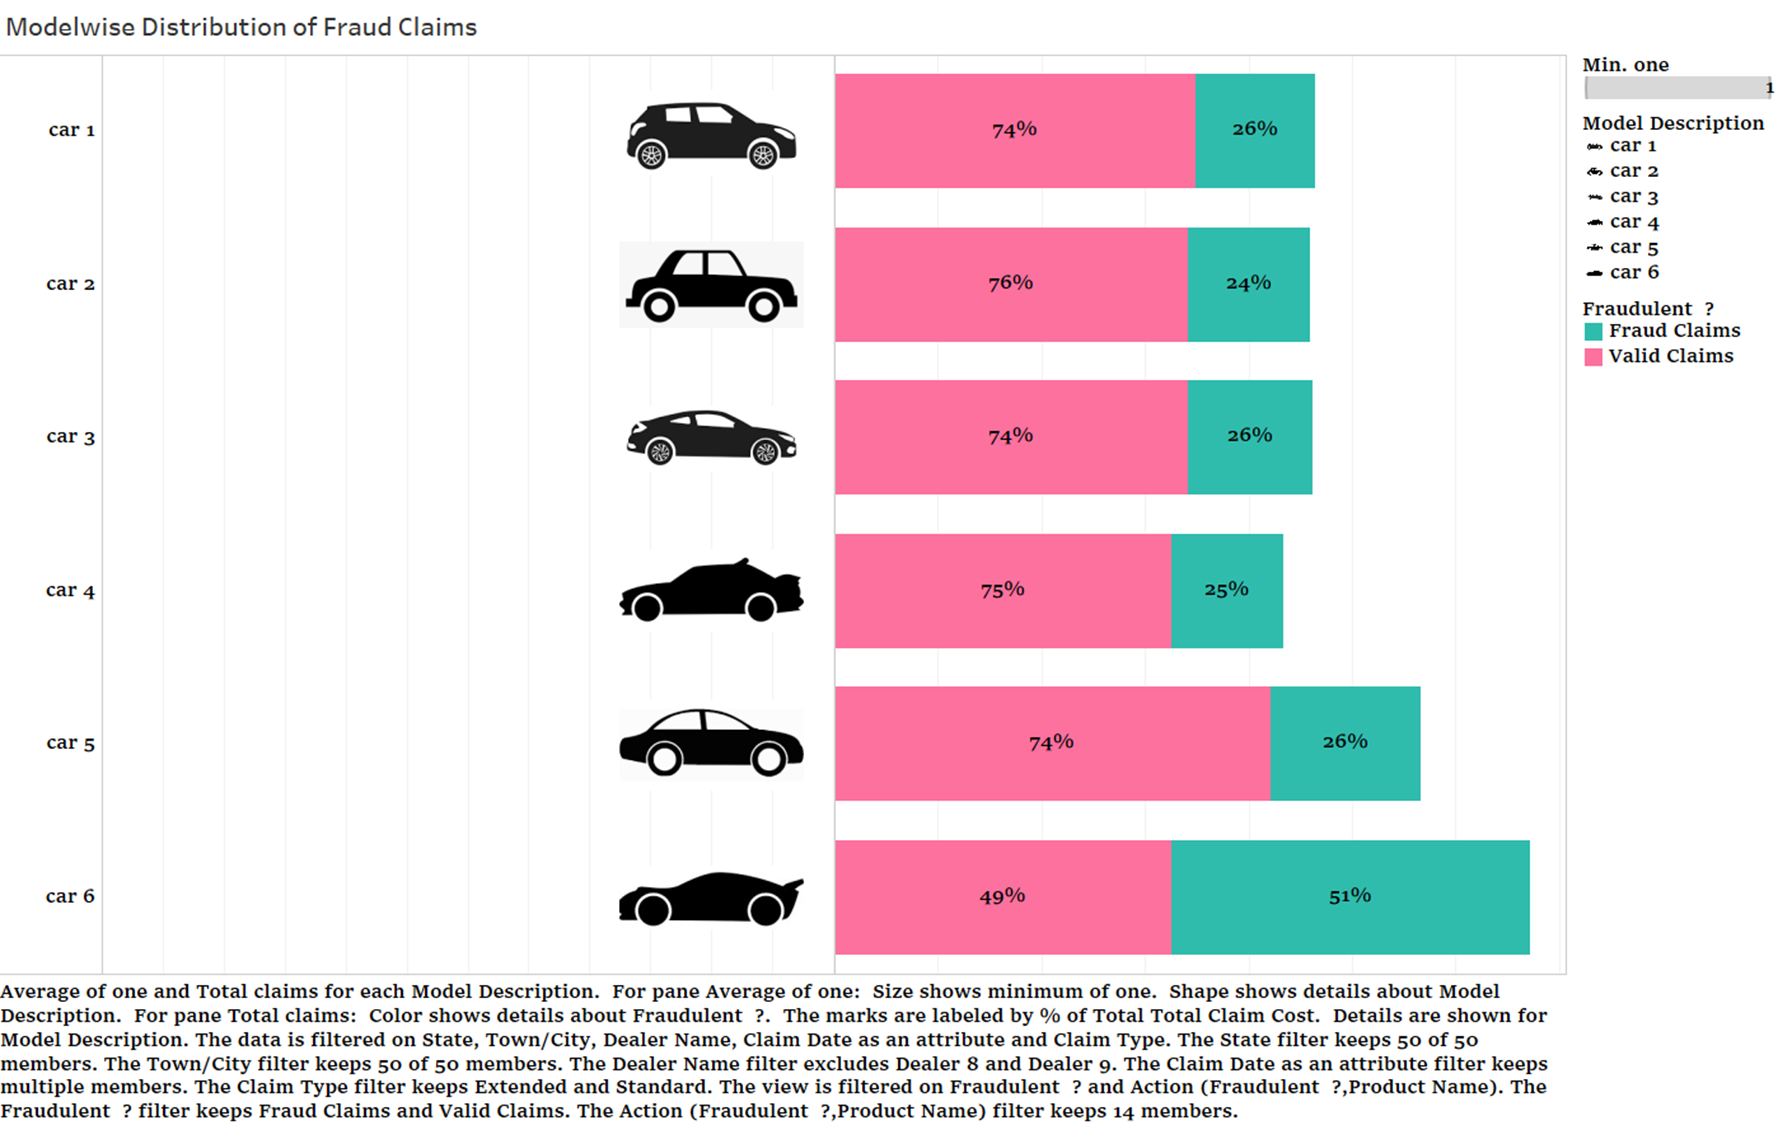 Modelwise Distribution of Fraud Claims
car 1
74%
26%
car 2
76%
24%
car 3
74%
26%
car 4
75%
25%
car 5
74%
26%
car 6
49%
51%
Min. one
1
Model Description
car 1
car 2
car 3
car 4
car 5
car 6
Fraudulent  ?
Fraud Claims
Valid Claims
Average of one and Total claims for each Model Description.  For pane Average of one:  Size shows minimum of one.  Shape shows details about Model
Description.  For pane Total claims:  Color shows details about Fraudulent  ?.  The marks are labeled by % of Total Total Claim Cost.  Details are shown for
Model Description. The data is filtered on State, Town/City, Dealer Name, Claim Date as an attribute and Claim Type. The State filter keeps 50 of 50
members. The Town/City filter keeps 50 of 50 members. The Dealer Name filter excludes Dealer 8 and Dealer 9. The Claim Date as an attribute filter keeps
multiple members. The Claim Type filter keeps Extended and Standard. The view is filtered on Fraudulent  ? and Action (Fraudulent  ?,Product Name). The
Fraudulent  ? filter keeps Fraud Claims and Valid Claims. The Action (Fraudulent  ?,Product Name) filter keeps 14 members.